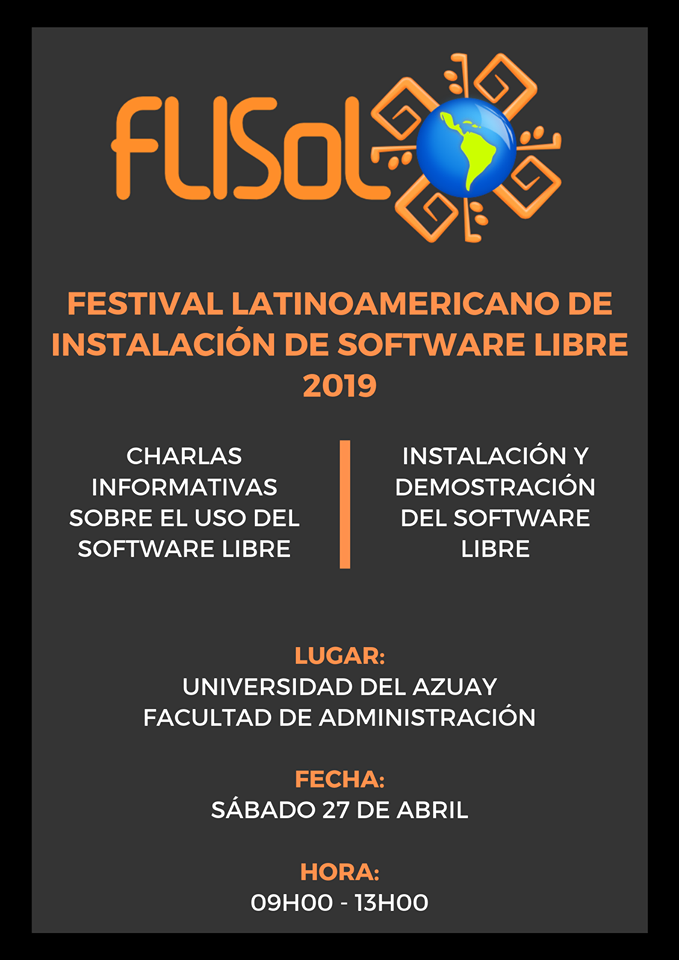 FLISoL
FESTIVAL LATINOAMERICANO DE
INSTALACIÓN DE SOFTWARE LIBRE
2019
CHARLAS
INFORMATIVAS
SOBRE EL USO DEL
SOFTWARE LIBRE
INSTALACIÓN Y
DEMOSTRACIÓN
DEL SOFTWARE
LIBRE
LUGAR:
UNIVERSIDAD DEL AZUAY
FACULTAD DE ADMINISTRACIÓN
FECHA:
SÁBADO 27 DE ABRIL
HORA:
09H00 - 13H00